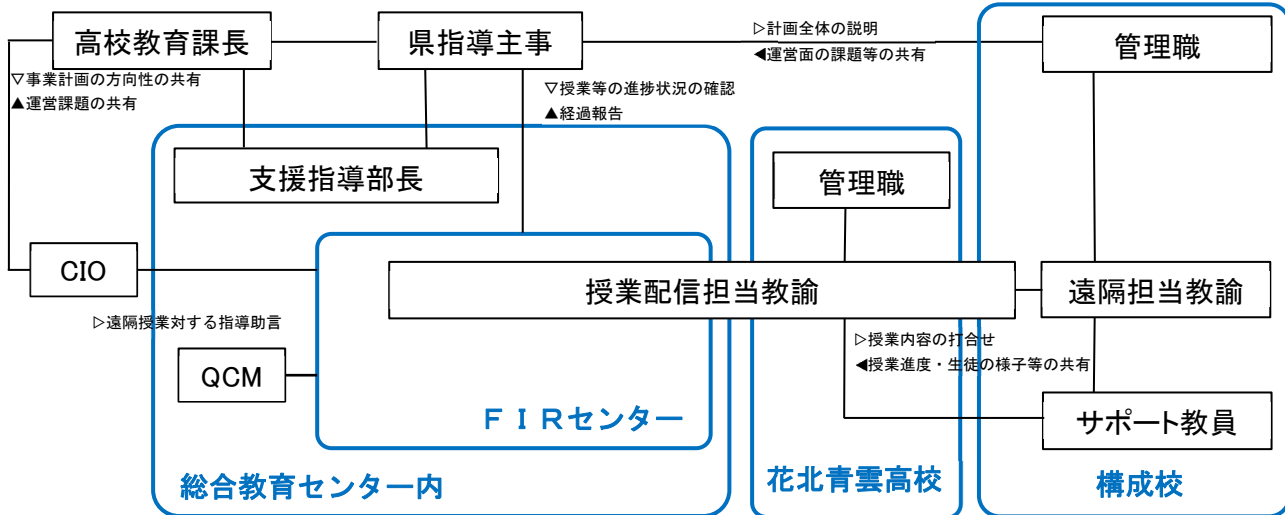 高校教育課長
県指導主事
▷計画全体の説明
◀運営面の課題等の共有
管理職
▽事業計画の方向性の共有
▲運営課題の共有
▽授業等の進捗状況の確認
▲経過報告
支援指導部長
管理職
CIO
授業配信担当教諭
遠隔担当教諭
▷遠隔授業対する指導助言
▷授業内容の打合せ
◀授業進度・生徒の様子等の共有
QCM
ＦＩＲセンター
サポート教員
総合教育センター内
花北青雲高校
構成校